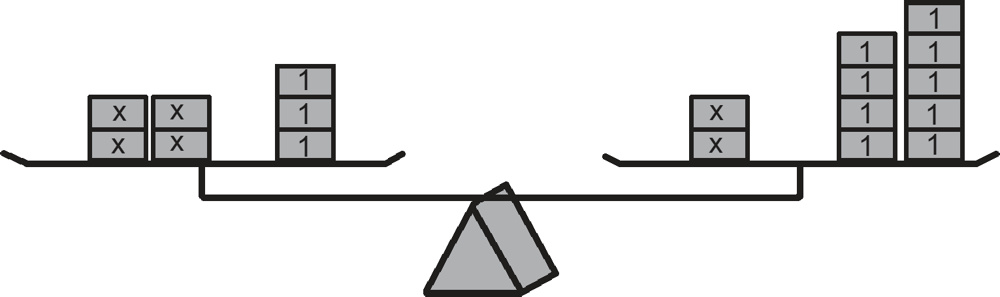 1
1 1
1 1 1
x x 1 x 1 1
x x 1 x 1 1